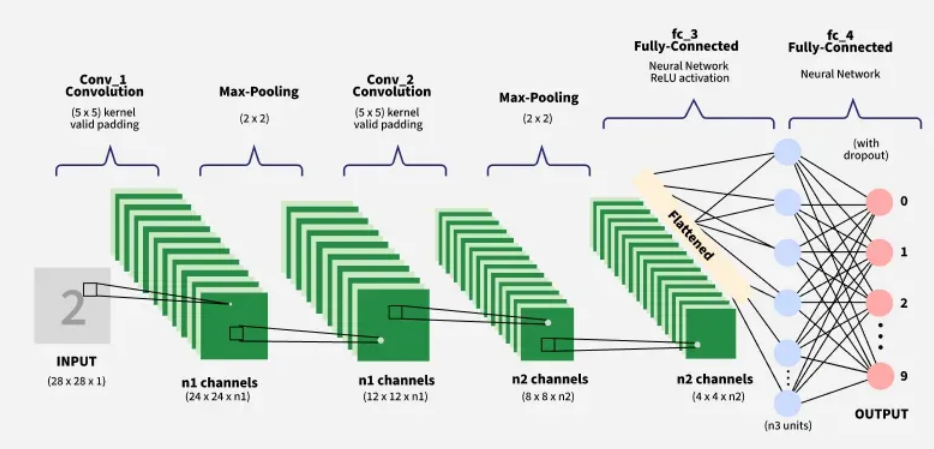 Conv_1
Convolution
(5 x 5) kernel
valid padding
Max-Pooling
(2 x 2)
Conv_2
Convolution
(5 x 5) kernel
valid padding
Max-Pooling
(2 x 2)
fc_3
Fully-Connected
Neural Network
ReLU activation
fc_4
Fully-Connected
Neural Network
(with
dropout)
2
INPUT
(28 x 28 x 1)
n1 channels
(24 x 24 x n1)
n1 channels
(12 x 12 x n1)
n2 channels
(8 x 8 x n2)
n2 channels
(4 x 4 x n2)
Flattened
(n3 units)
0
1
2
9
OUTPUT